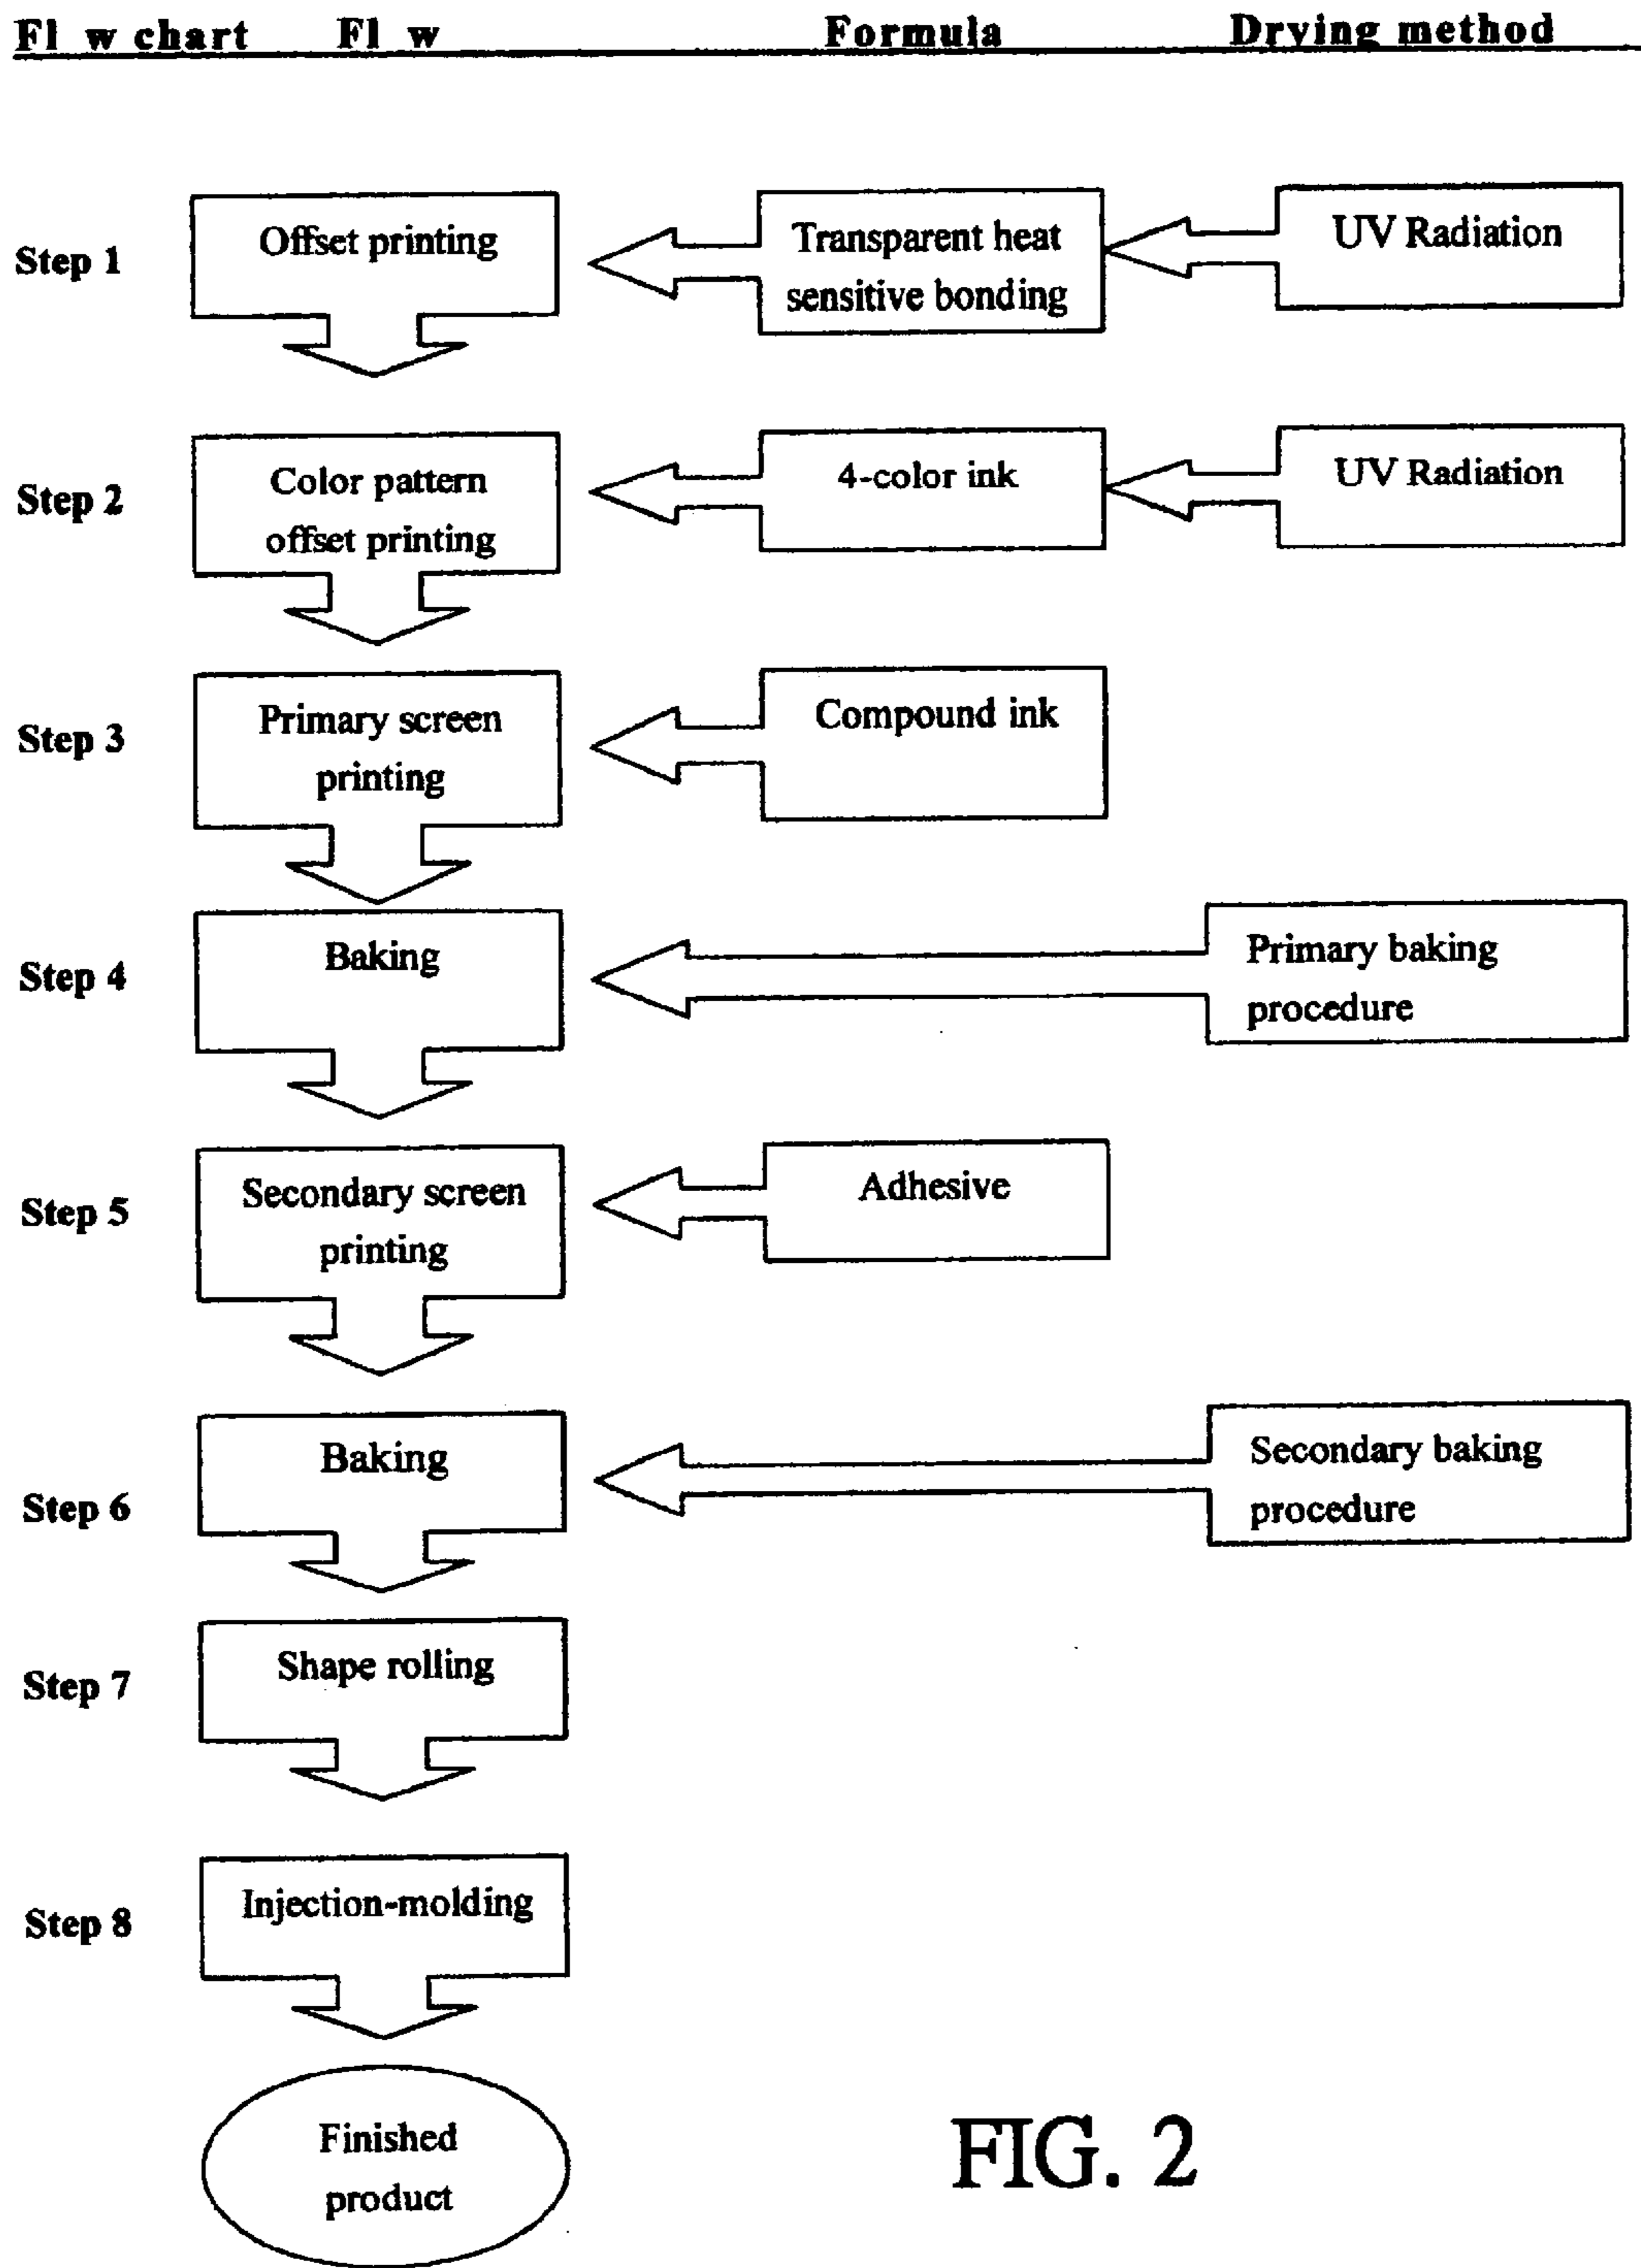 Fl w chart Fl w Formula Drying method
Step 1
Offset printing
Transparent heat
sensitive bonding
UV Radiation
Step 2
Color pattern
offset printing
4-color ink
UV Radiation
Step 3
Primary screen
printing
Compound ink
Step 4
Baking
Primary baking
procedure
Step 5
Secondary screen
printing
Adhesive
Step 6
Baking
Secondary baking
procedure
Step 7
Shape rolling
Step 8
Injection-molding
Finished
product
FIG. 2